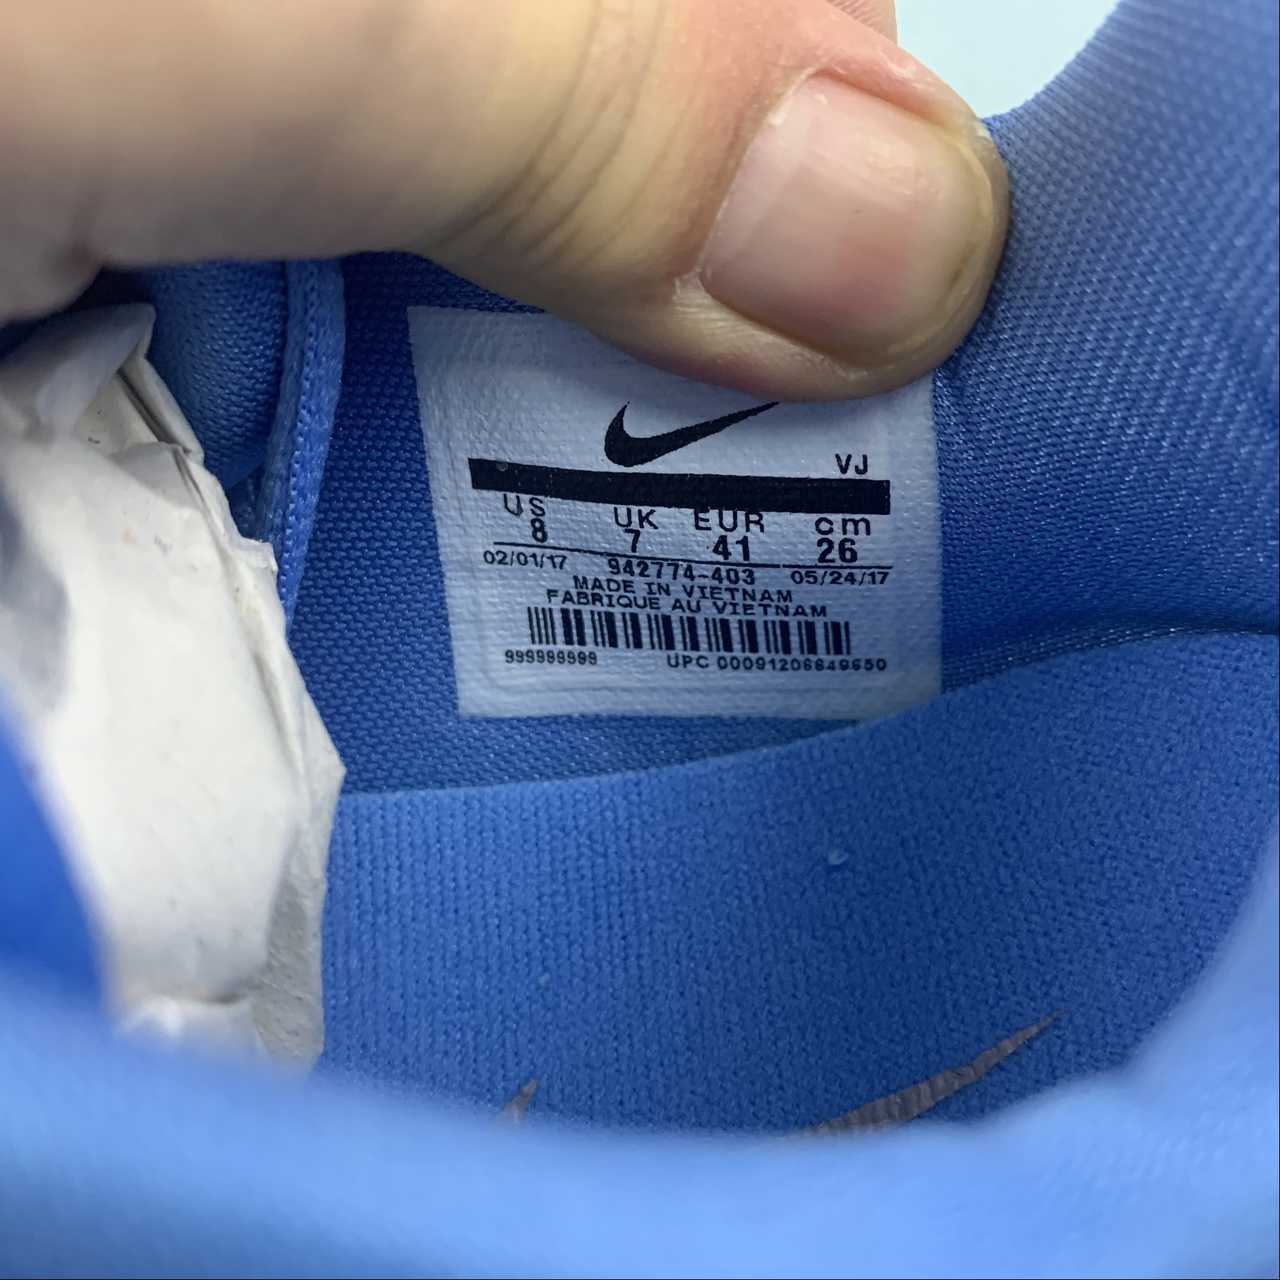 VJ
US UK EUR cm
8 7 41 26
02/01/17 942774-403 05/24/17
MADE IN VIETNAM
FABRIQUE AU VIETNAM
999999999 UPC 00091206649650